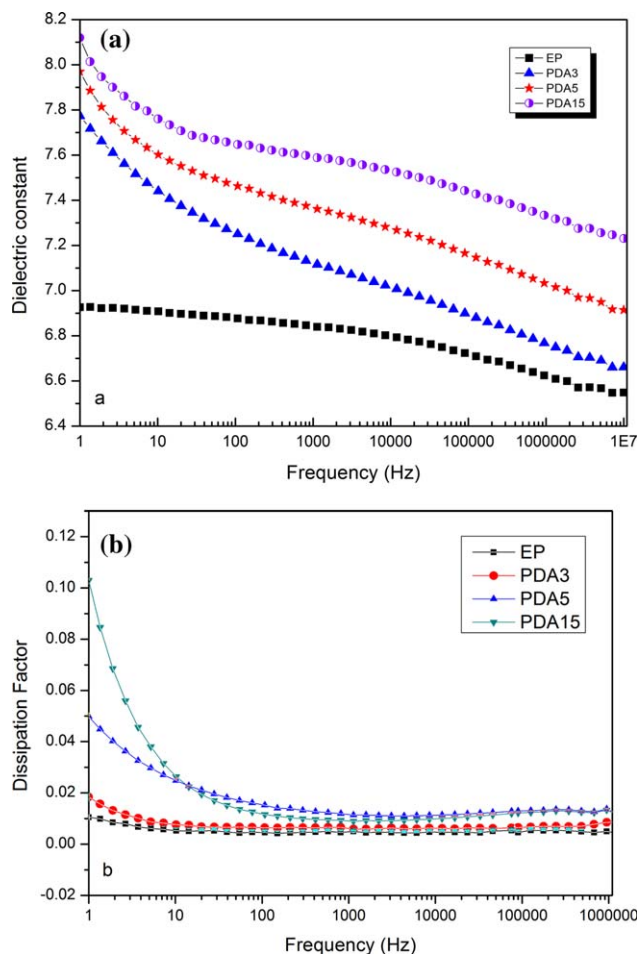 (a)
EP
PDA3
PDA5
PDA15
8.2
8.0
7.8
7.6
7.4
7.2
7.0
6.8
6.6
6.4
Dielectric constant
a
1 10 100 1000 10000 100000 1000000 1E7
Frequency (Hz)
(b)
EP
PDA3
PDA5
PDA15
0.12
0.10
0.08
0.06
0.04
0.02
0.00
-0.02
Dissipation Factor
b
1 10 100 1000 10000 100000 1000000
Frequency (Hz)